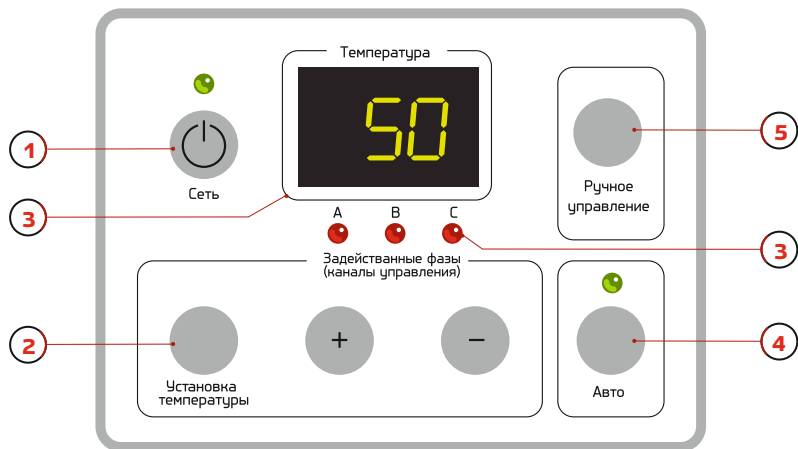 Температура
50
1
5
Сеть
Ручное
управление
3
A
B
C
3
Задействанные фазы
(каналы управления)
2
+
−
4
Установка
температуры
Авто